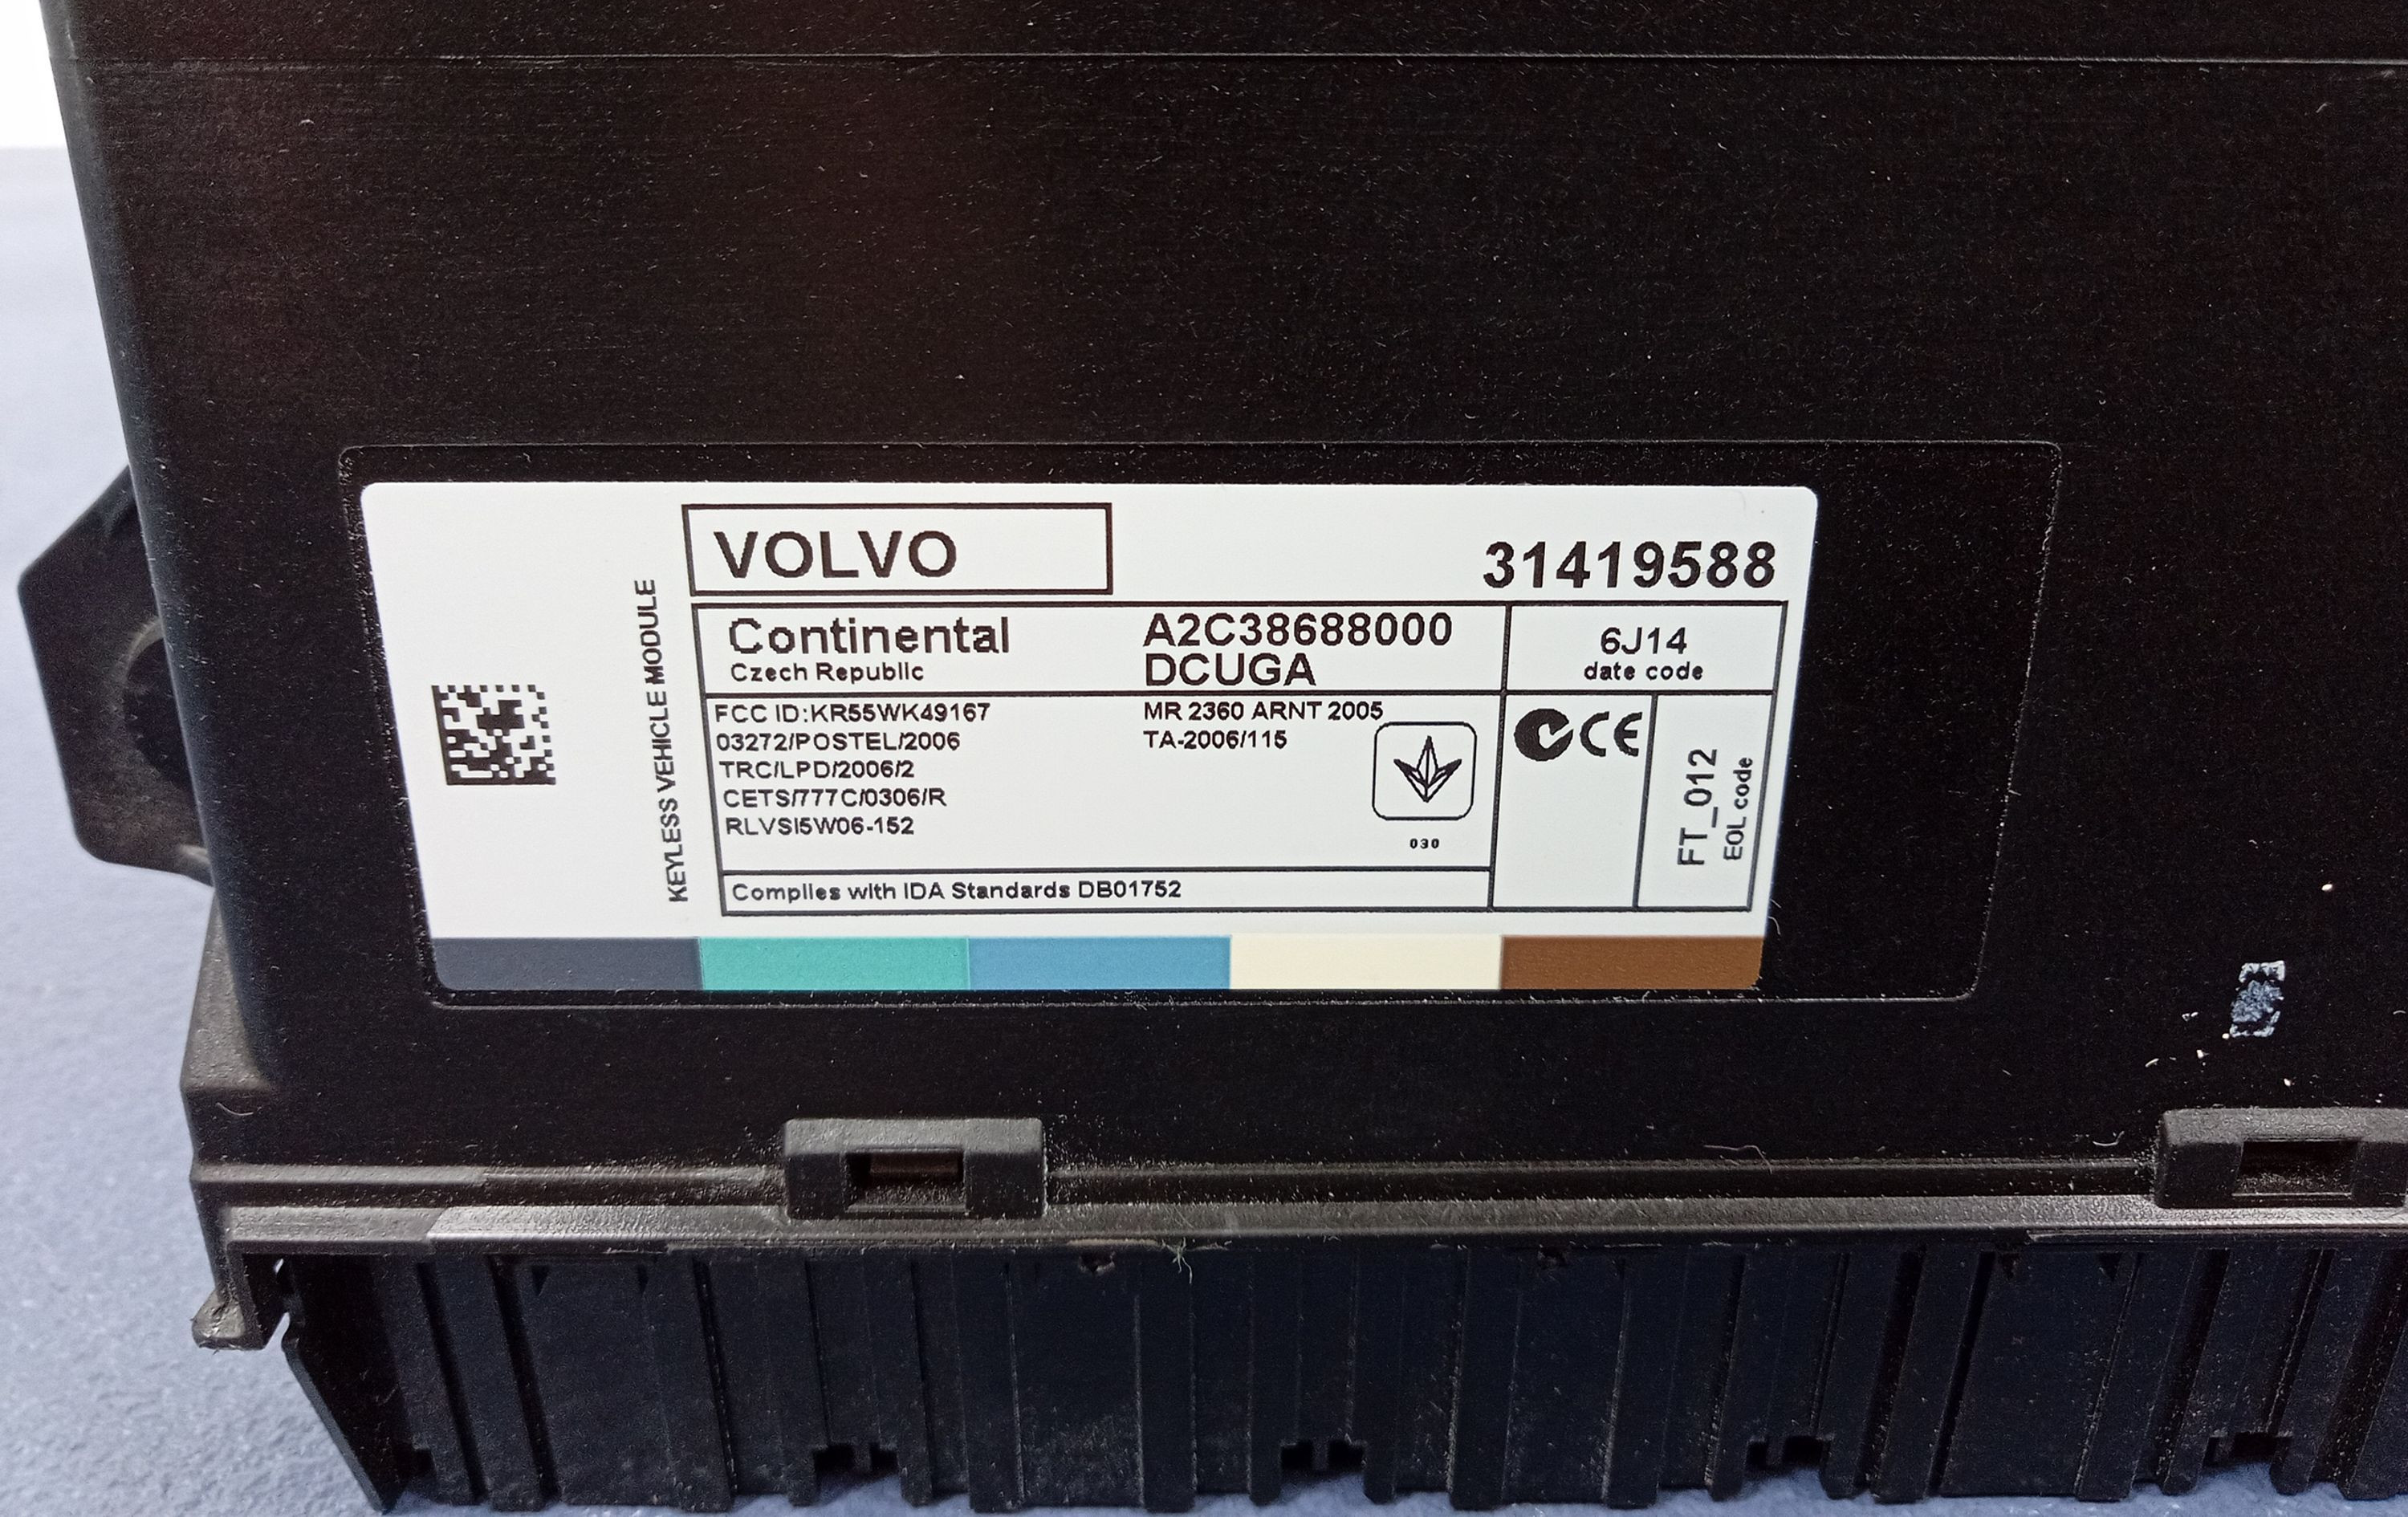 VOLVO
31419588
KEYLESS VEHICLE MODULE
Continental
Czech Republic
A2C38688000
DCUGA
6J14
date code
FCC ID:KR55WK49167
03272/POSTEL/2006
TRC/LPD/2006/2
CETS/777C/0306/R
RLVSI5W06-152
MR 2360 ARNT 2005
TA-2006/115
030
CE
FT_012
EOL code
Complies with IDA Standards DB01752